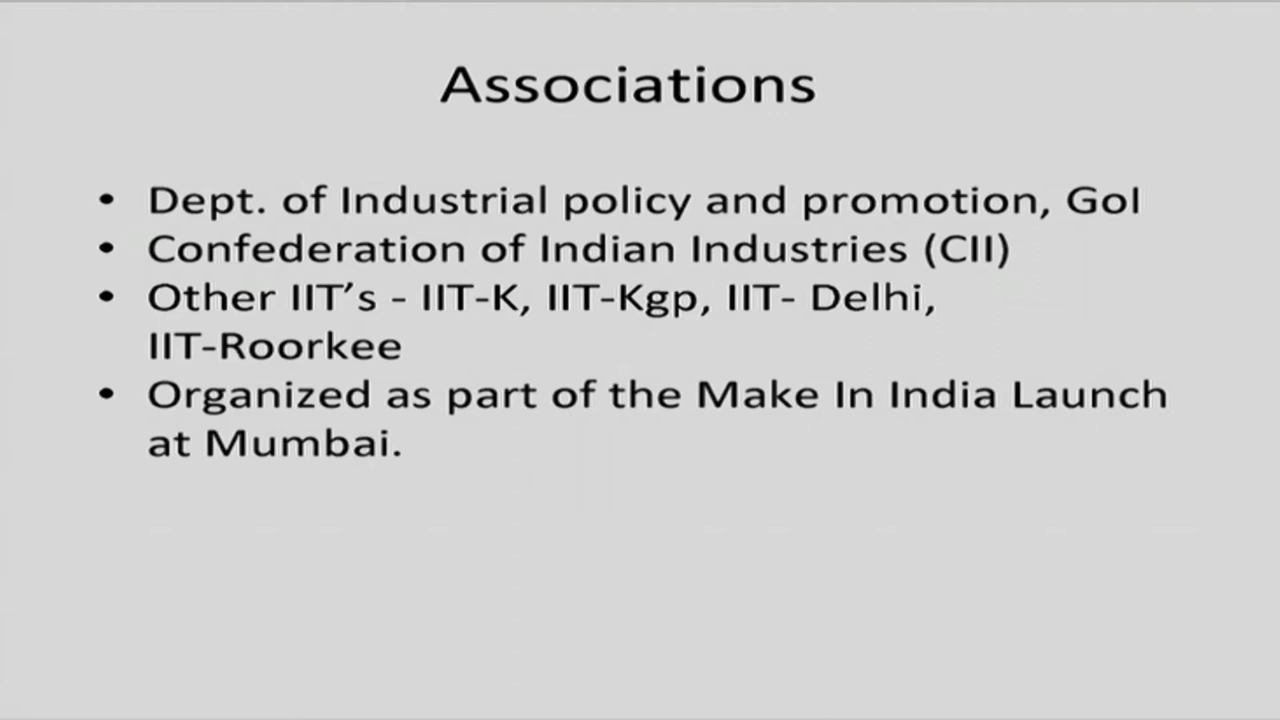 Associations
• Dept. of Industrial policy and promotion, GoI
• Confederation of Indian Industries (CII)
• Other IIT’s - IIT-K, IIT-Kgp, IIT- Delhi,
IIT-Roorkee
• Organized as part of the Make In India Launch
at Mumbai.